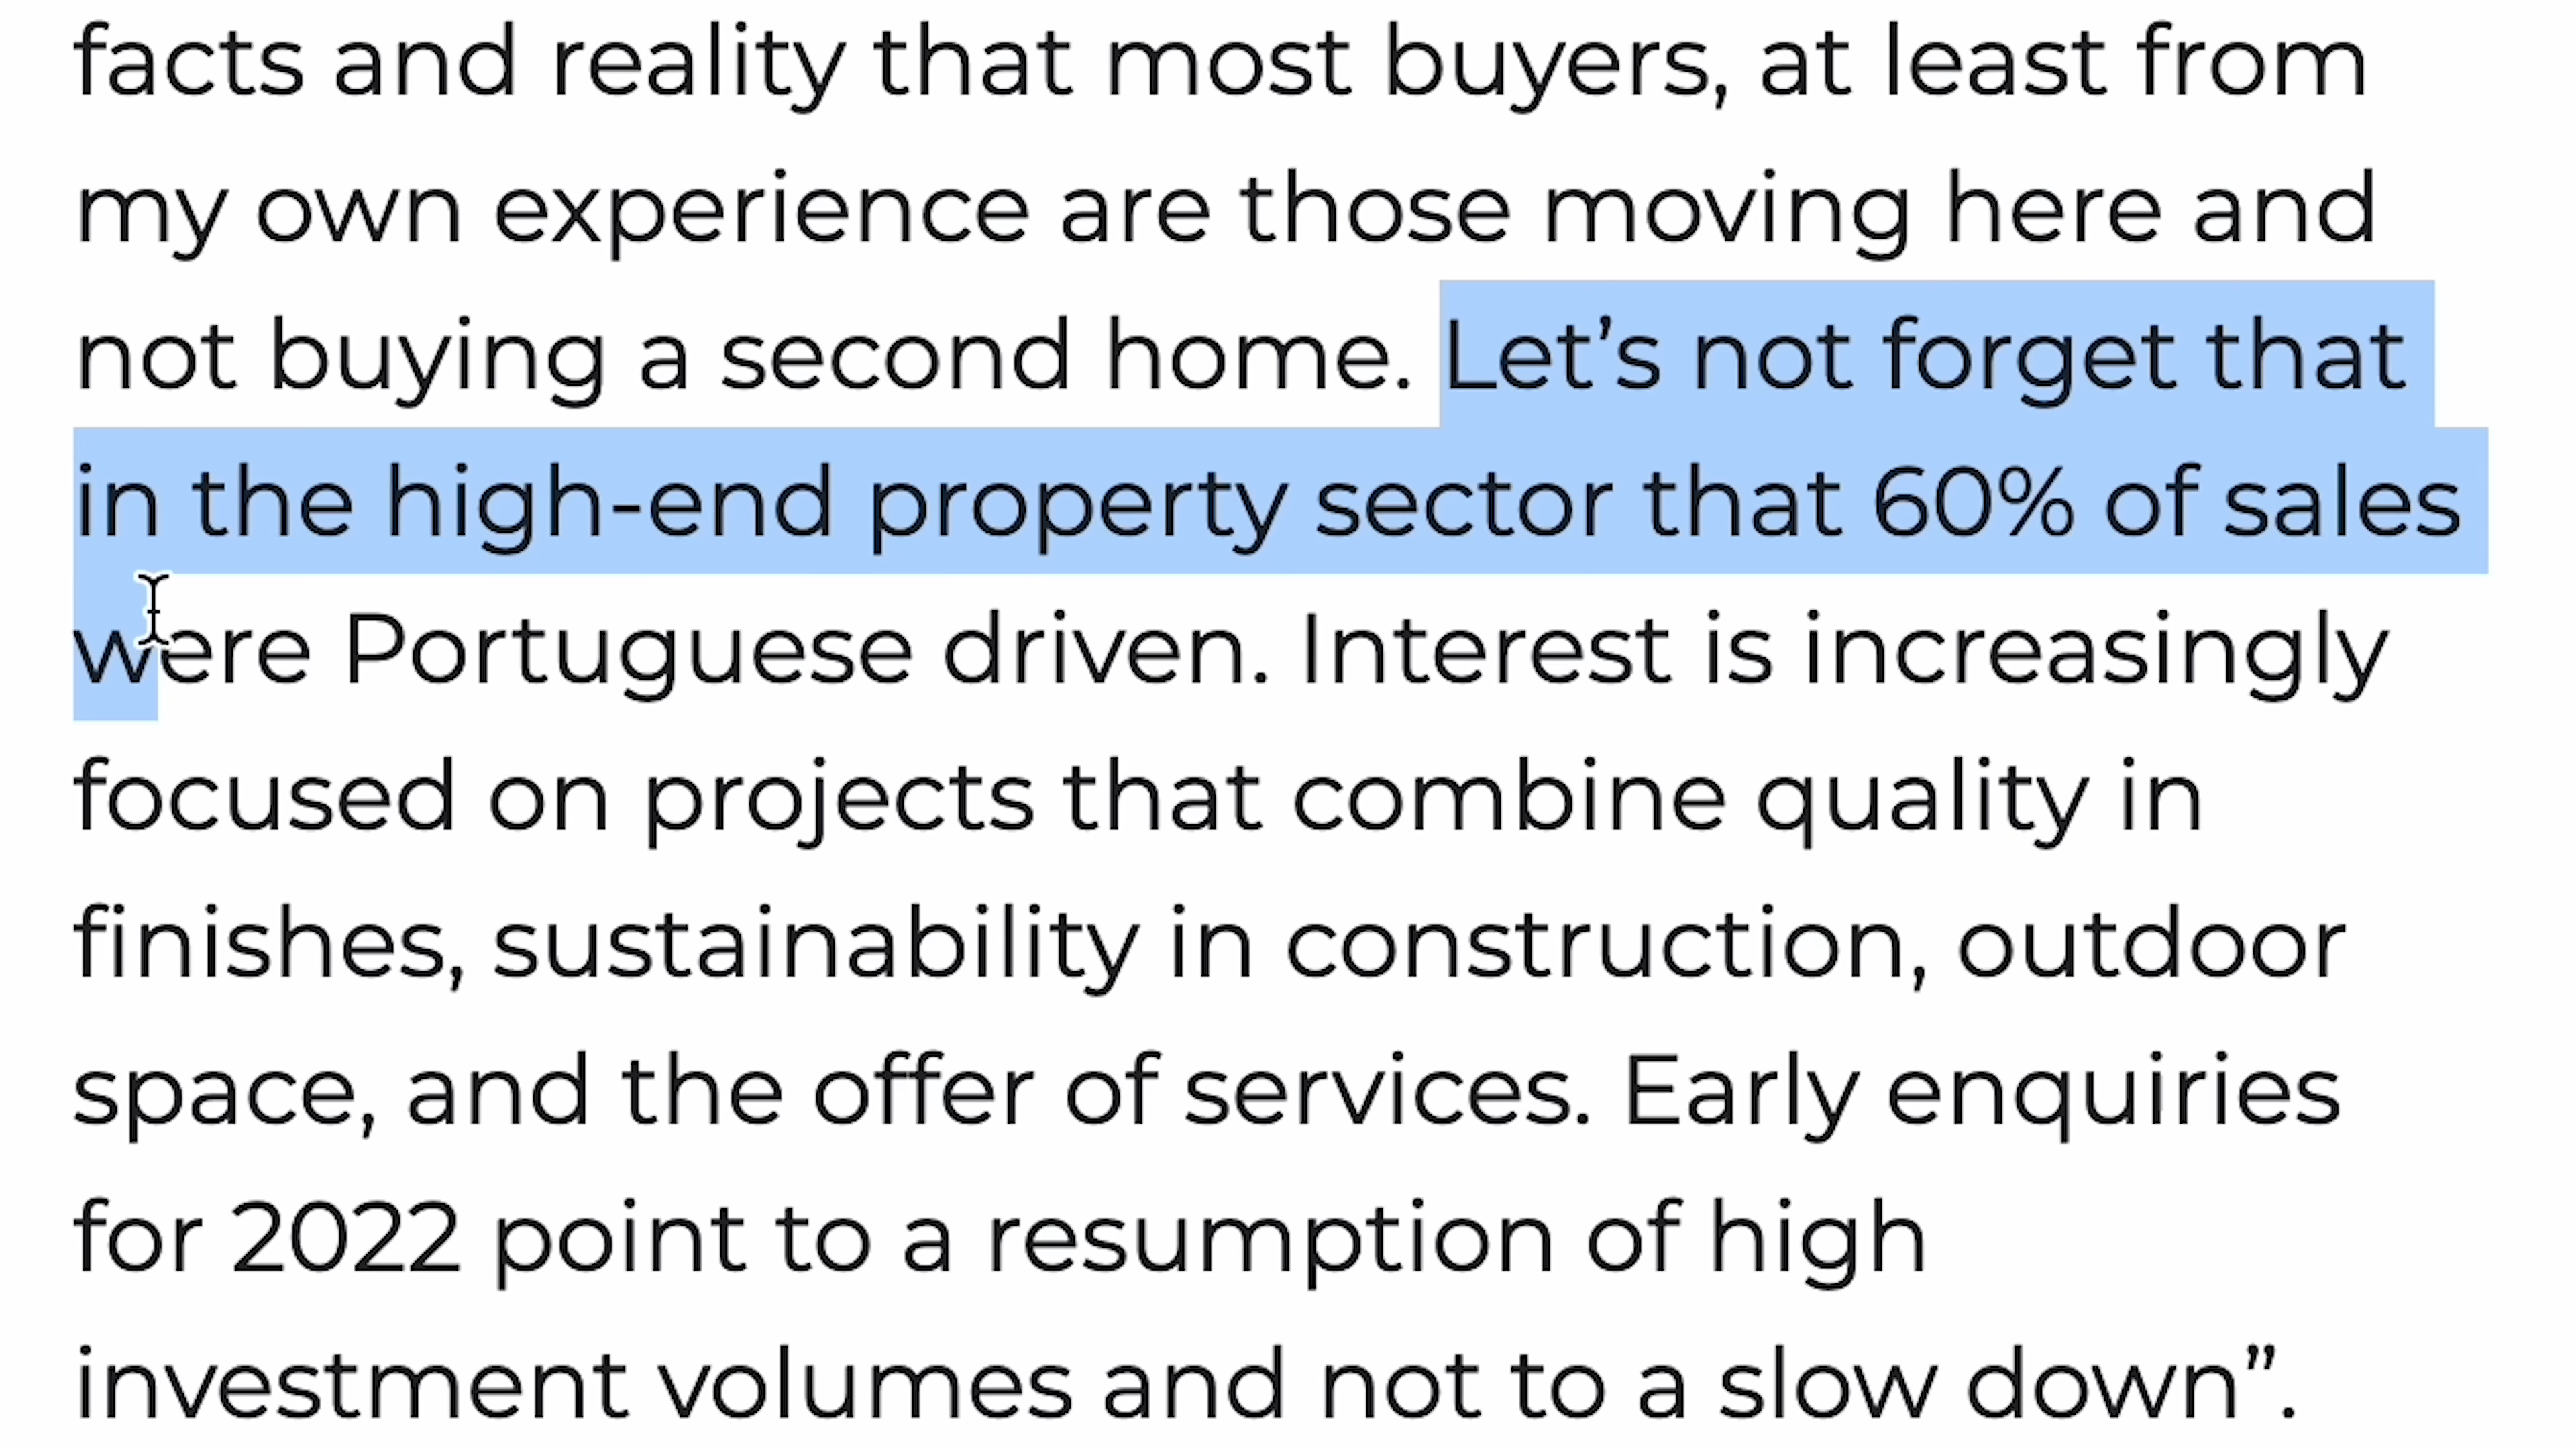 facts and reality that most buyers, at least from
my own experience are those moving here and
not buying a second home. Let’s not forget that
in the high-end property sector that 60% of sales
were Portuguese driven. Interest is increasingly
focused on projects that combine quality in
finishes, sustainability in construction, outdoor
space, and the offer of services. Early enquiries
for 2022 point to a resumption of high
investment volumes and not to a slow down”.